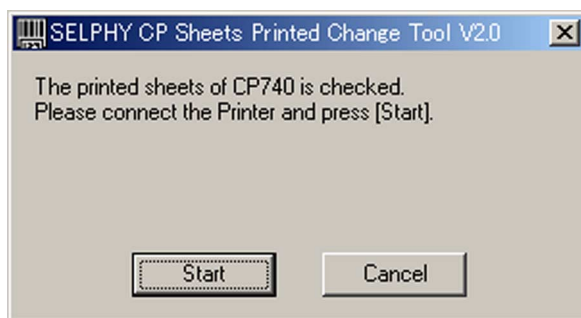 SELPHY CP Sheets Printed Change Tool V2.0
The printed sheets of CP740 is checked.
Please connect the Printer and press [Start].
Start
Cancel